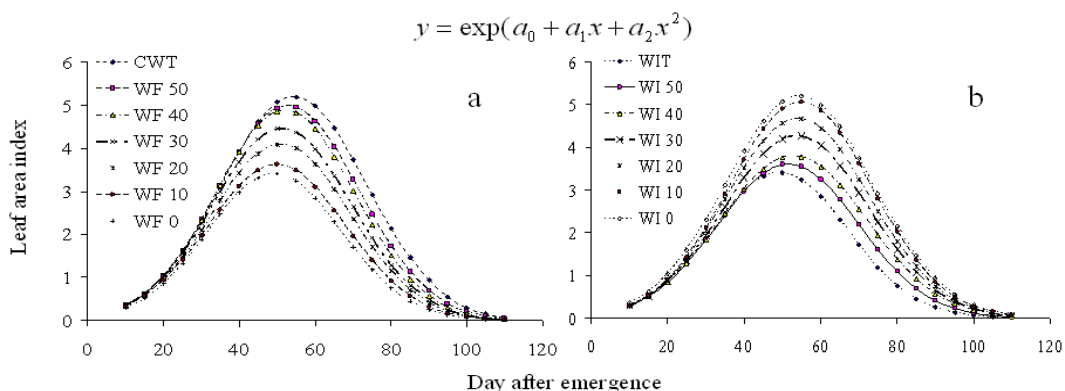 y = exp(a₀ + a₁x + a₂x²)
Leaf area index
6
5
4
3
2
1
0
CWT
WF 50
WF 40
WF 30
WF 20
WF 10
WF 0
a
0 20 40 60 80 100 120
6
5
4
3
2
1
0
WIT
WI 50
WI 40
WI 30
WI 20
WI 10
WI 0
b
0 20 40 60 80 100 120
Day after emergence